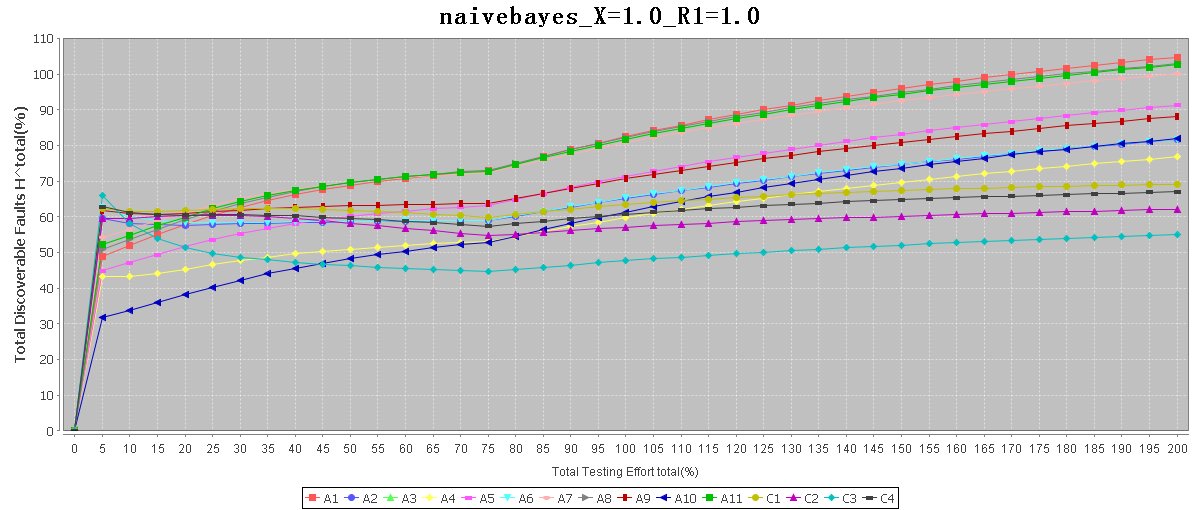 naivebayes_X=1.0_R1=1.0
Total Discoverable Faults H^total(%)
110
100
90
80
70
60
50
40
30
20
10
0
0 5 10 15 20 25 30 35 40 45 50 55 60 65 70 75 80 85 90 95 100 105 110 115 120 125 130 135 140 145 150 155 160 165 170 175 180 185 190 195 200
Total Testing Effort total(%)
A1 A2 A3 A4 A5 A6 A7 A8 A9 A10 A11 C1 C2 C3 C4